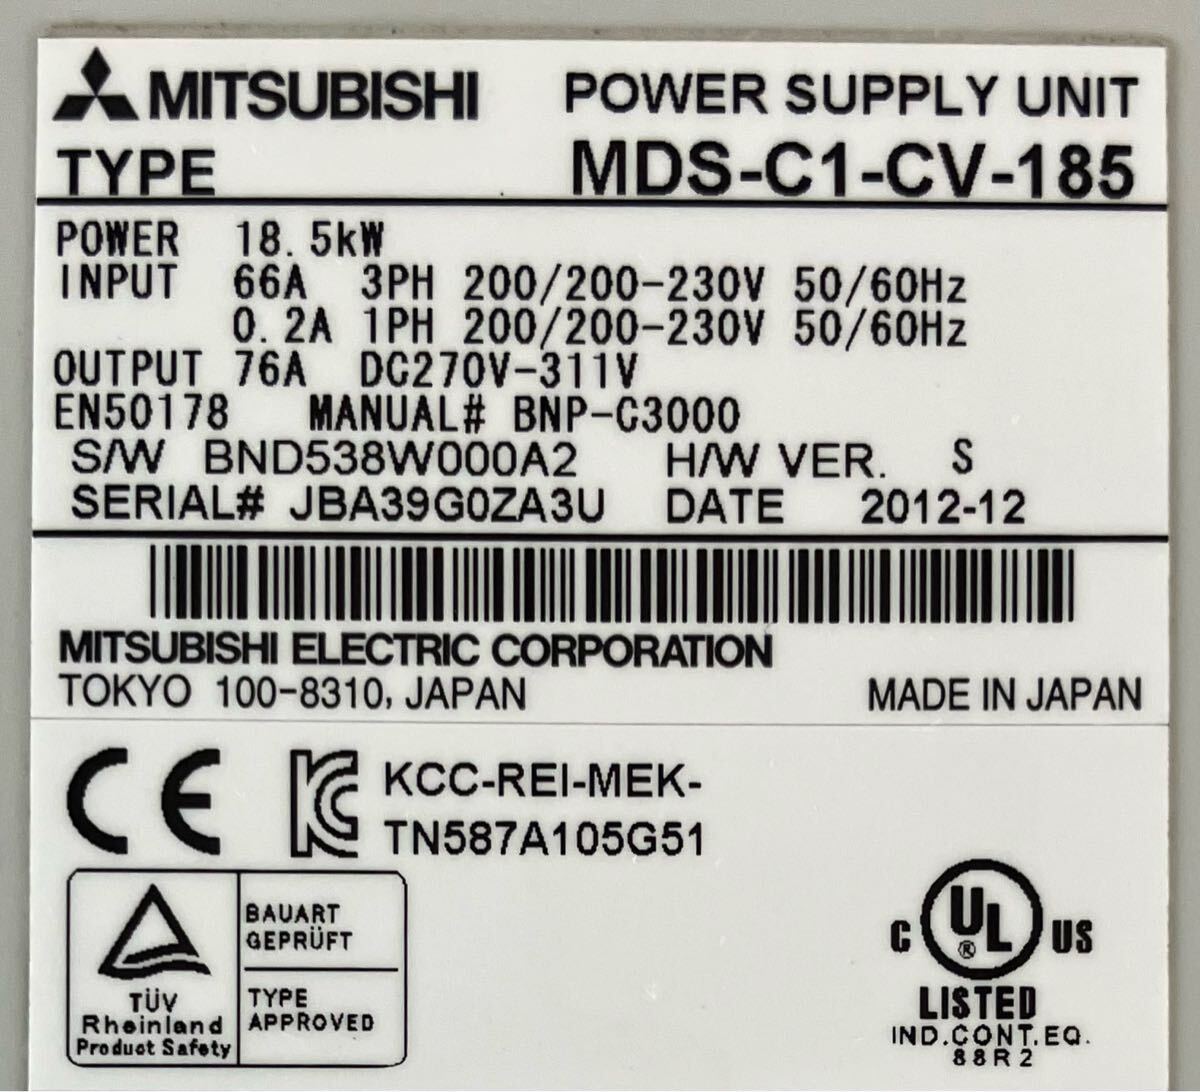 MITSUBISHI POWER SUPPLY UNIT
TYPE MDS-C1-CV-185
POWER 18.5kW
INPUT 66A 3PH 200/200-230V 50/60Hz
0.2A 1PH 200/200-230V 50/60Hz
OUTPUT 76A DC270V-311V
EN50178 MANUAL# BNP-C3000
S/W BND538W000A2 H/W VER. S
SERIAL# JBA39G0ZA3U DATE 2012-12
MITSUBISHI ELECTRIC CORPORATION
TOKYO 100-8310, JAPAN MADE IN JAPAN
CE KC KCC-REI-MEK-
TN587A105G51
BAUART
GEPRÜFT
TÜV
Rheinland
Product Safety
TYPE
APPROVED
C UL ® US
LISTED
IND.CONT.EQ.
88R2